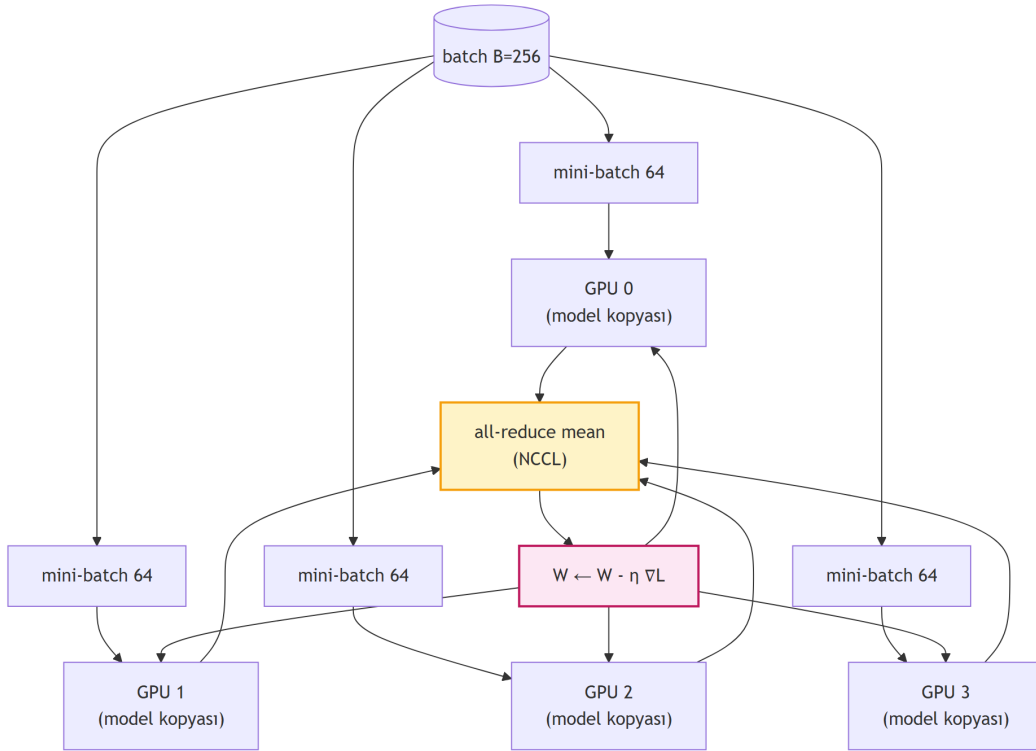 batch B=256
mini-batch 64
GPU 0
(model kopyası)
all-reduce mean
(NCCL)
mini-batch 64
mini-batch 64
W ← W - η ∇L
mini-batch 64
GPU 1
(model kopyası)
GPU 2
(model kopyası)
GPU 3
(model kopyası)